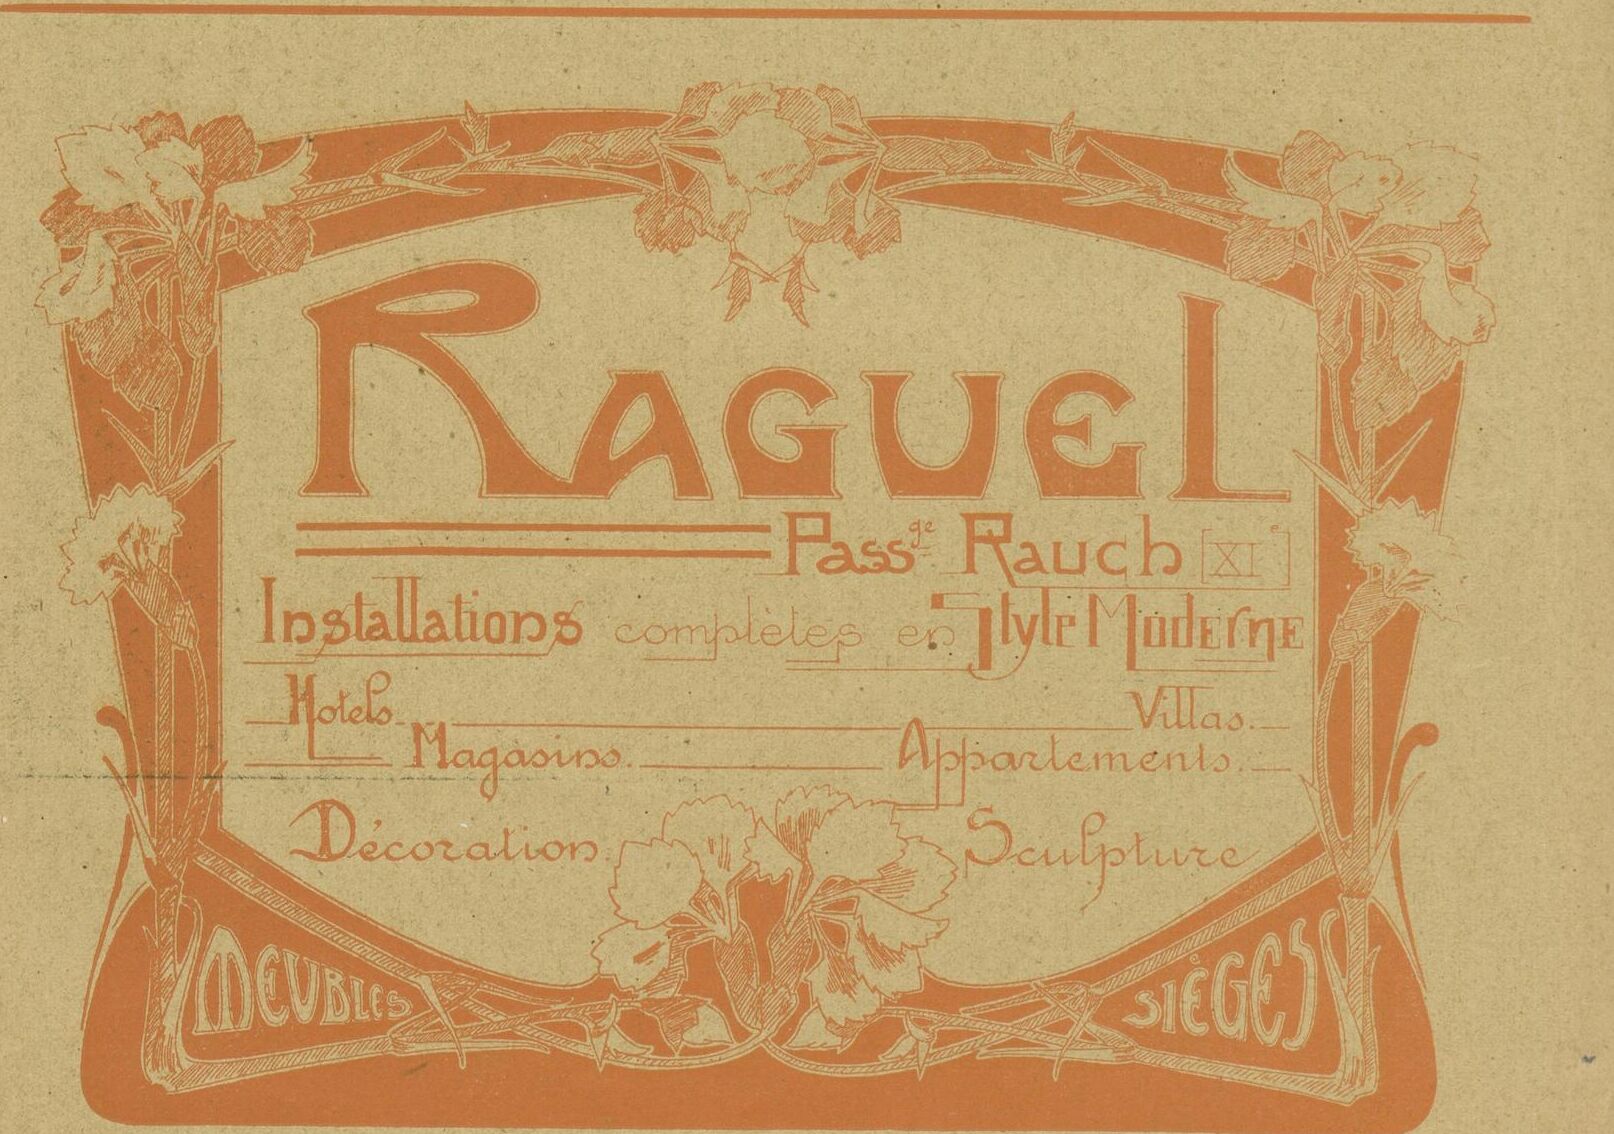 RAGUEL
Passge Rauch [XIe]
Installations complètes en Style Moderne
Hotels. Villas.
Magasins. Appartements.
Décoration Sculpture
MEUBLES SIÈGES